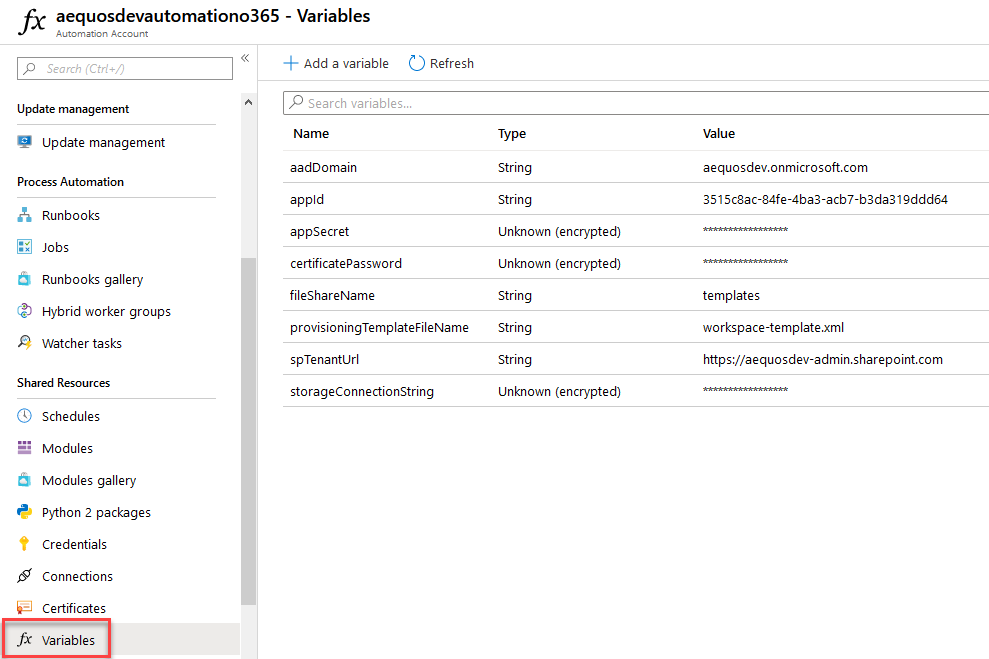 fx aequosdevautomationo365 - Variables
Automation Account
Search (Ctrl+/)
«
Update management
Update management
Process Automation
Runbooks
Jobs
Runbooks gallery
Hybrid worker groups
Watcher tasks
Shared Resources
Schedules
Modules
Modules gallery
Python 2 packages
Credentials
Connections
Certificates
fx Variables
+ Add a variable Refresh
Search variables...
Name Type Value
aadDomain String aequosdev.onmicrosoft.com
appId String 3515c8ac-84fe-4ba3-acb7-b3da319ddd64
appSecret Unknown (encrypted) *****************
certificatePassword Unknown (encrypted) *****************
fileShareName String templates
provisioningTemplateFileName String workspace-template.xml
spTenantUrl String https://aequosdev-admin.sharepoint.com
storageConnectionString Unknown (encrypted) *****************